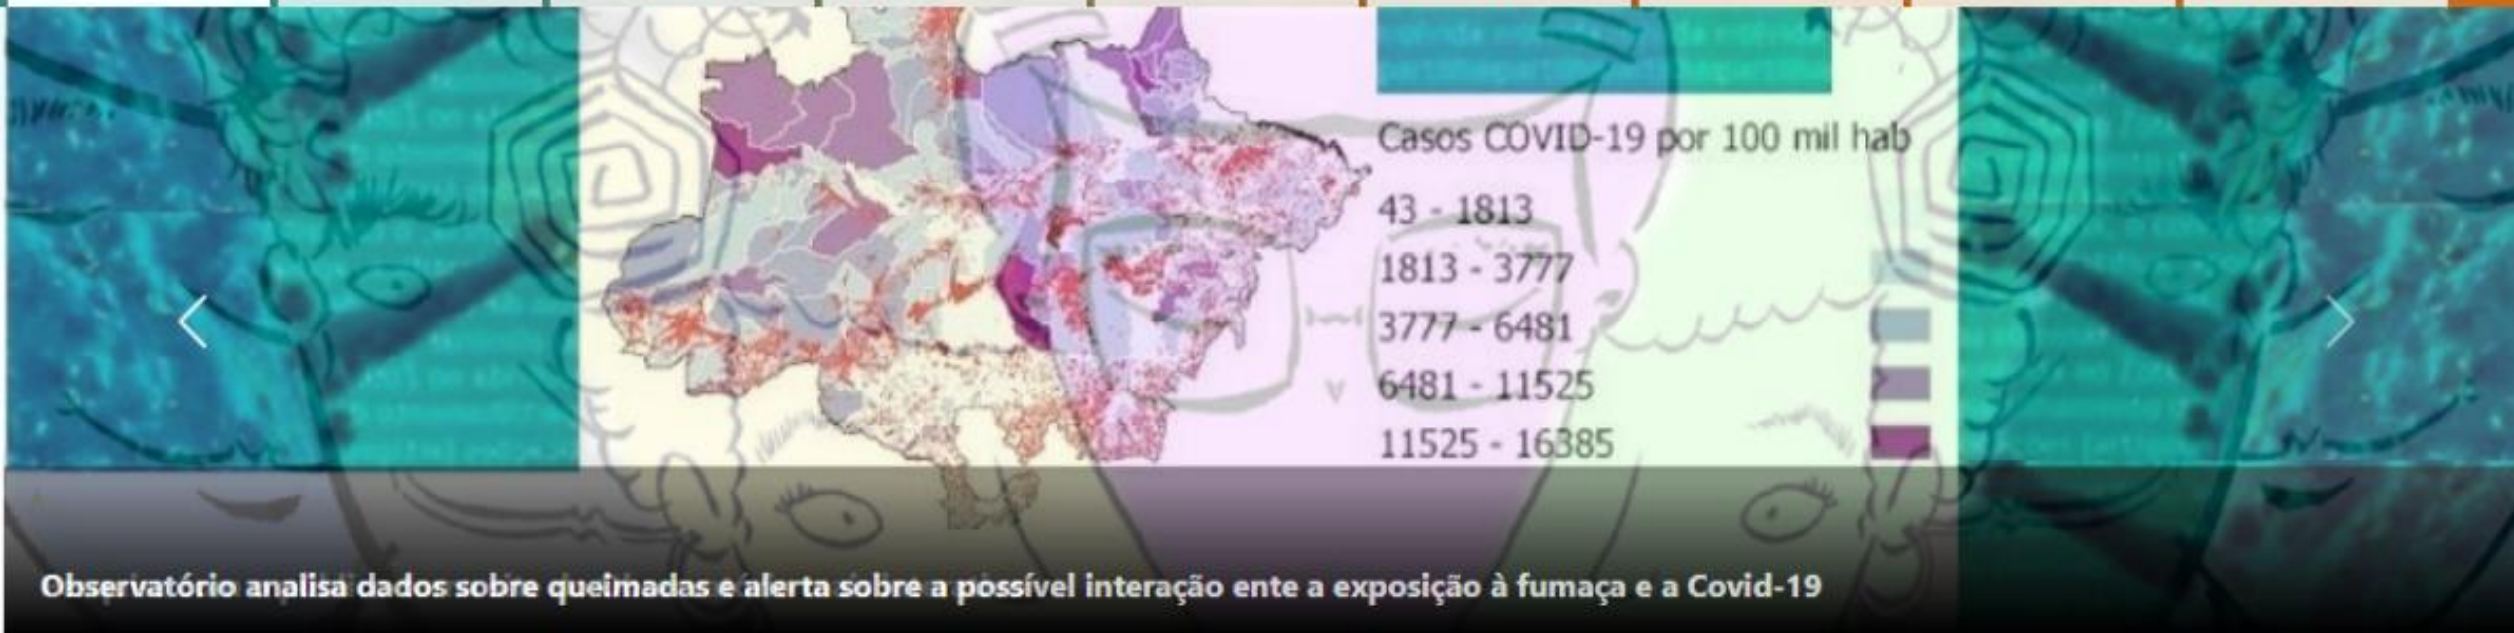 Casos COVID-19 por 100 mil hab
43 - 1813
1813 - 3777
3777 - 6481
6481 - 11525
11525 - 16385
Observatório analisa dados sobre queimadas e alerta sobre a possível interação ente a exposição à fumaça e a Covid-19